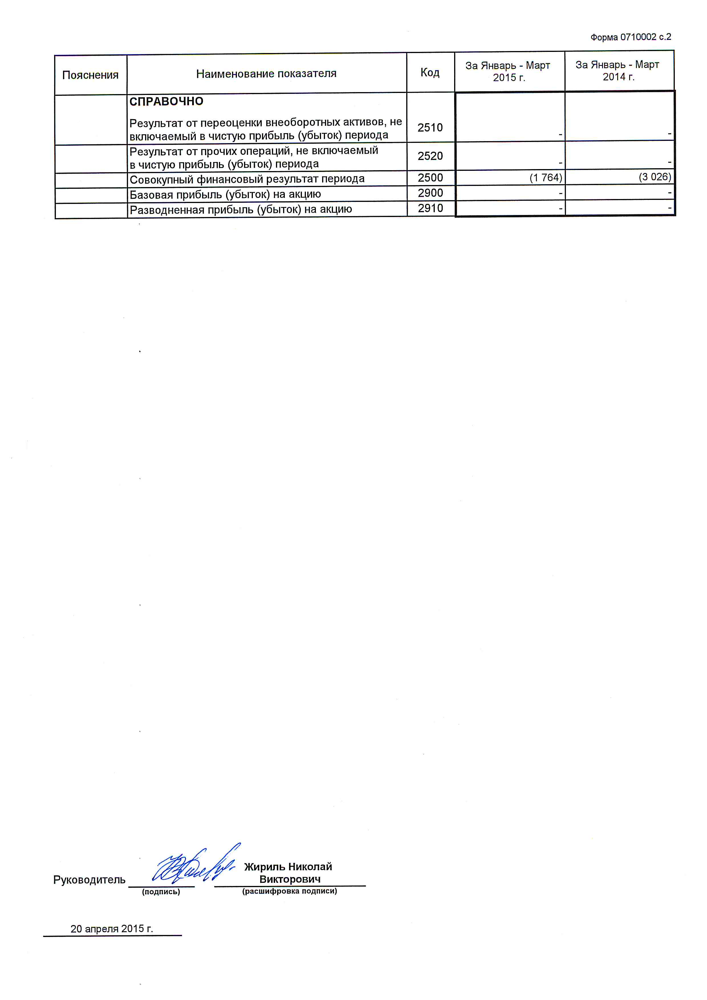 Форма 0710002 с.2
Пояснения
Наименование показателя
Код
За Январь - Март
2015 г.
За Январь - Март
2014 г.
СПРАВОЧНО
Результат от переоценки внеоборотных активов, не
включаемый в чистую прибыль (убыток) периода
2510
-
-
Результат от прочих операций, не включаемый
в чистую прибыль (убыток) периода
2520
-
-
Совокупный финансовый результат периода
2500
(1 764)
(3 026)
Базовая прибыль (убыток) на акцию
2900
-
-
Разводненная прибыль (убыток) на акцию
2910
-
-
Руководитель
Жириль Николай
Викторович
(подпись)
(расшифровка подписи)
20 апреля 2015 г.